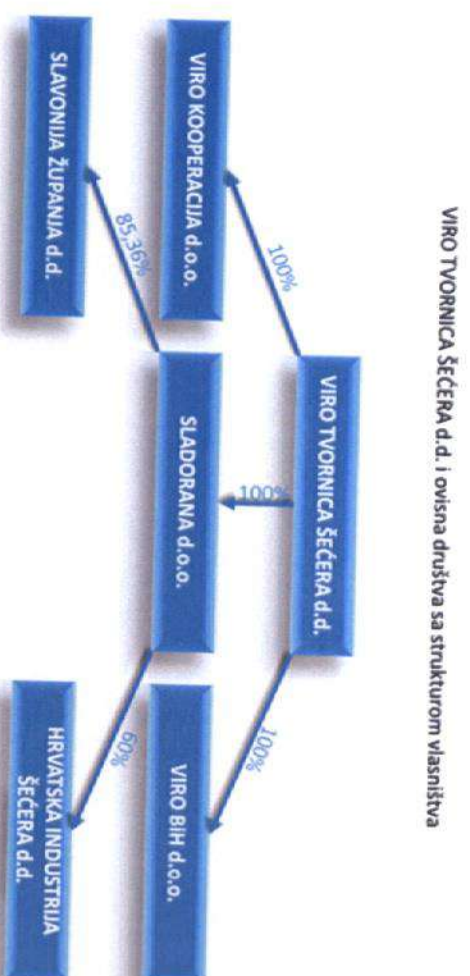 VIRO TVORNICA ŠEĆERA d.d. i ovisna društva sa strukturom vlasništva
VIRO TVORNICA ŠEĆERA d.d.
100%
100%
100%
VIRO KOOPERACIJA d.o.o.
SLADORANA d.o.o.
VIRO BIH d.o.o.
85,36%
60%
SLAVONIJA ŽUPANJA d.d.
HRVATSKA INDUSTRIJA
ŠEĆERA d.d.